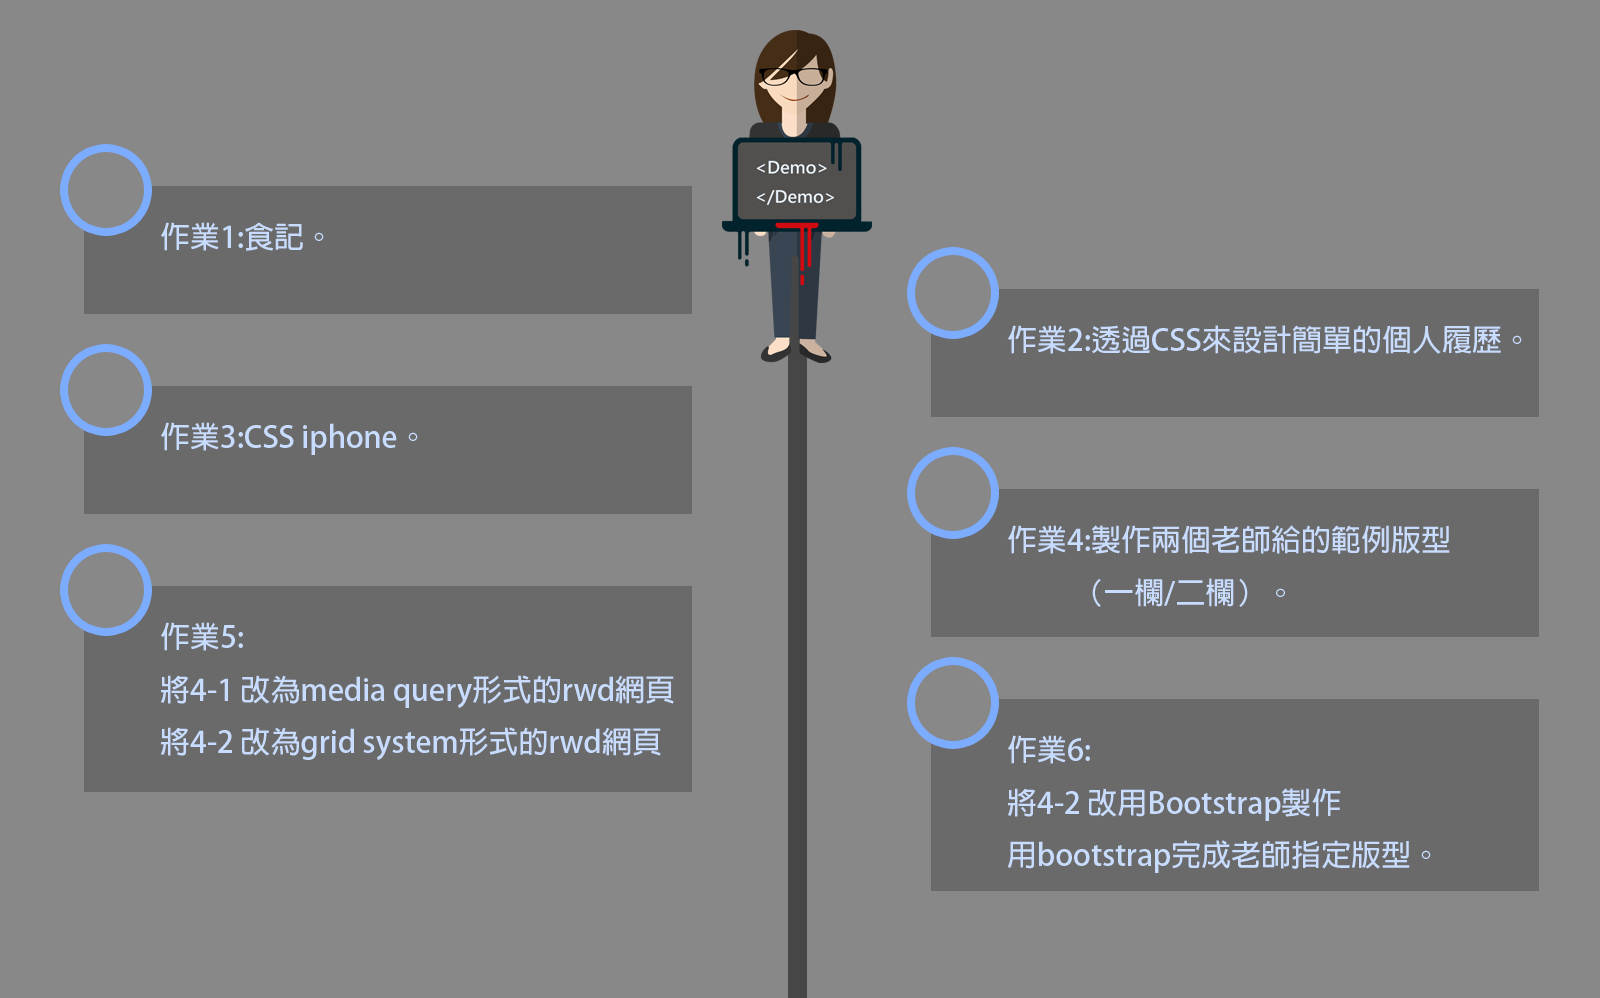 <Demo>
</Demo>
作業1:食記。
作業2:透過CSS來設計簡單的個人履歷。
作業3:CSS iphone。
作業4:製作兩個老師給的範例版型
（一欄/二欄）。
作業5:
將4-1 改為media query形式的rwd網頁
將4-2 改為grid system形式的rwd網頁
作業6:
將4-2 改用Bootstrap製作
用bootstrap完成老師指定版型。